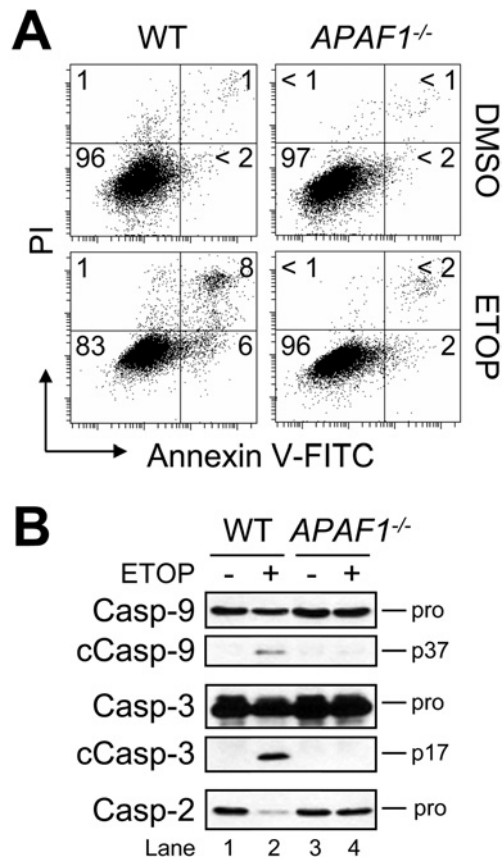 A
WT APAF1-/-
1 1 < 1 < 1
96 < 2 97 < 2
DMSO
1 8 < 1 < 2
83 6 96 2
ETOP
PI
Annexin V-FITC
B
WT APAF1-/-
ETOP - + - +
Casp-9 pro
cCasp-9 p37
Casp-3 pro
cCasp-3 p17
Casp-2 pro
Lane 1 2 3 4